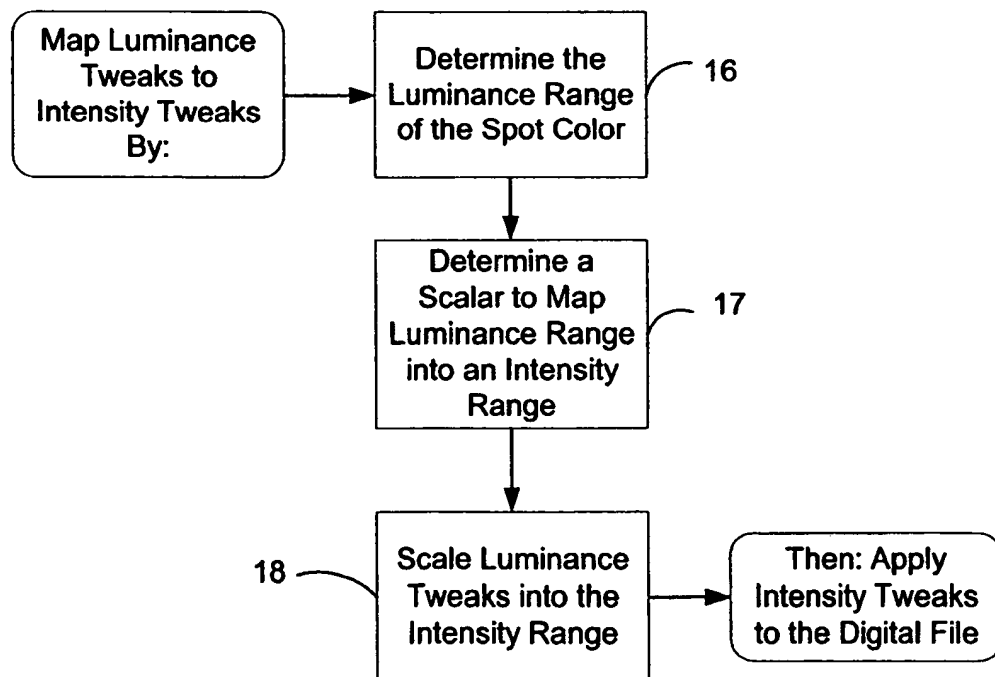 Map Luminance
Tweaks to
Intensity Tweaks
By:
Determine the
Luminance Range
of the Spot Color
16
Determine a
Scalar to Map
Luminance Range
into an Intensity
Range
17
18
Scale Luminance
Tweaks into the
Intensity Range
Then: Apply
Intensity Tweaks
to the Digital File